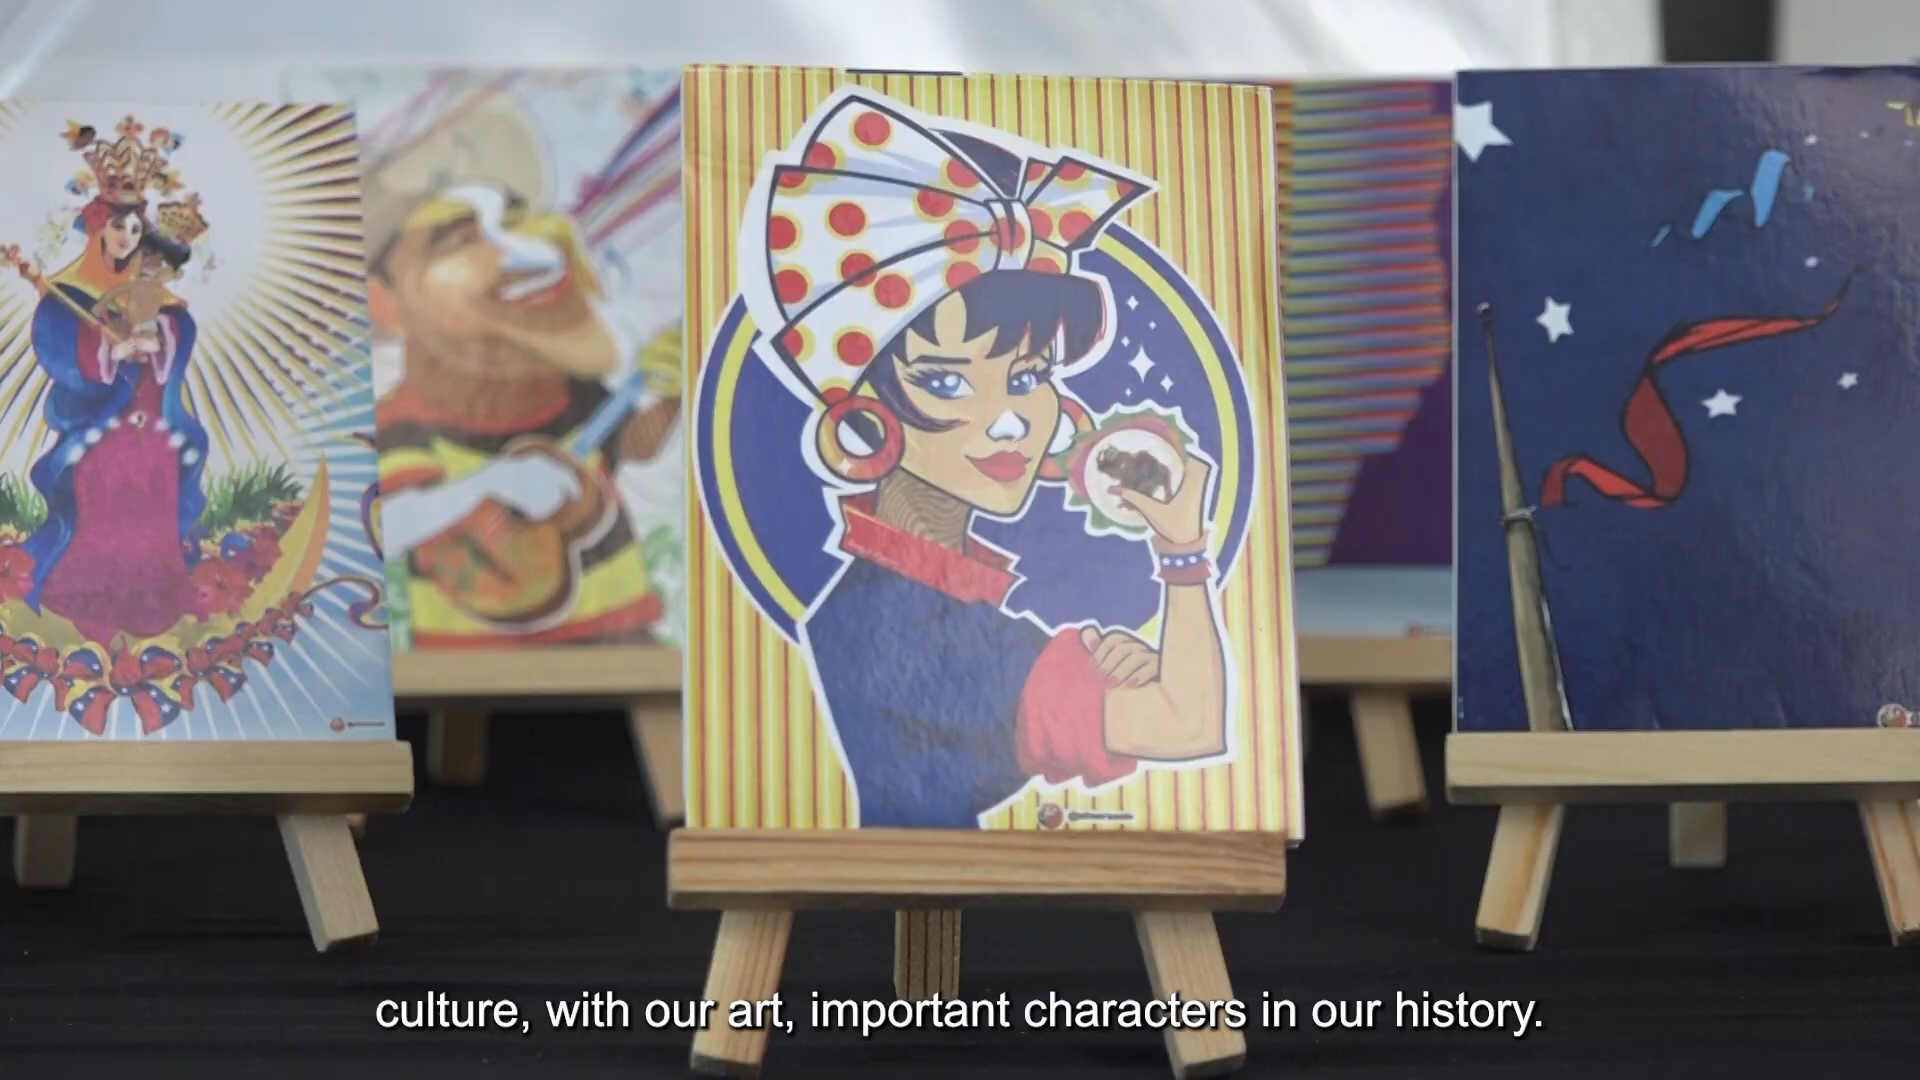 culture, with our art, important characters in our history.